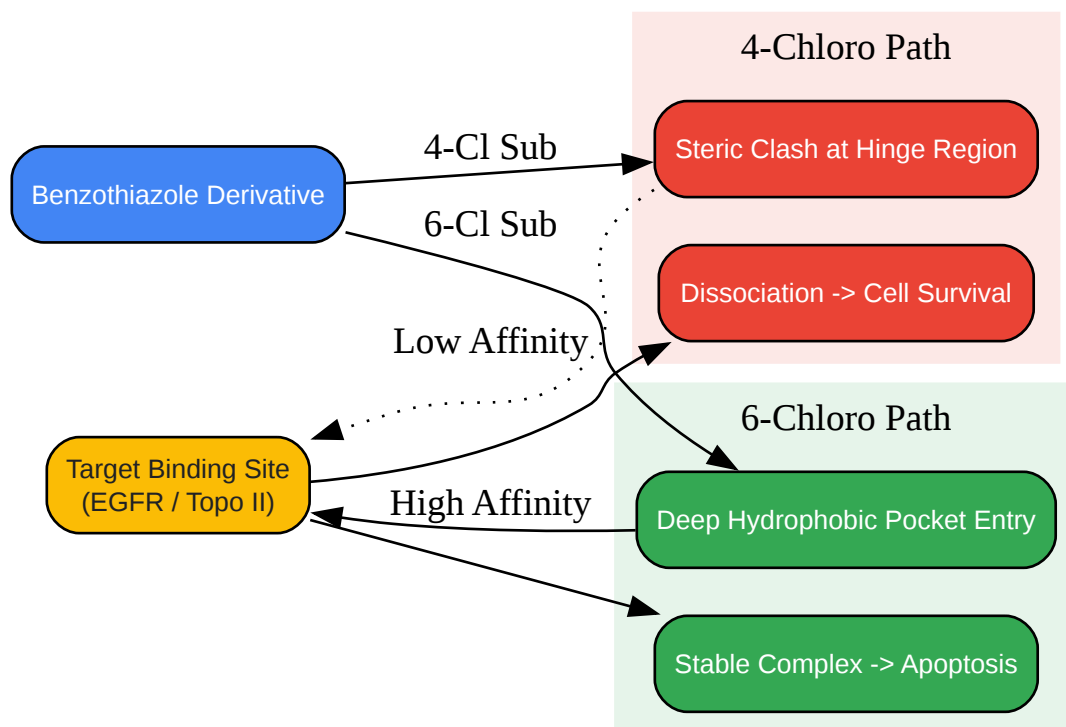 4-Chloro Path
Steric Clash at Hinge Region
4-Cl Sub
Benzothiazole Derivative
6-Cl Sub
Dissociation -> Cell Survival
Low Affinity
6-Chloro Path
Target Binding Site
(EGFR / Topo II)
High Affinity
Deep Hydrophobic Pocket Entry
Stable Complex -> Apoptosis